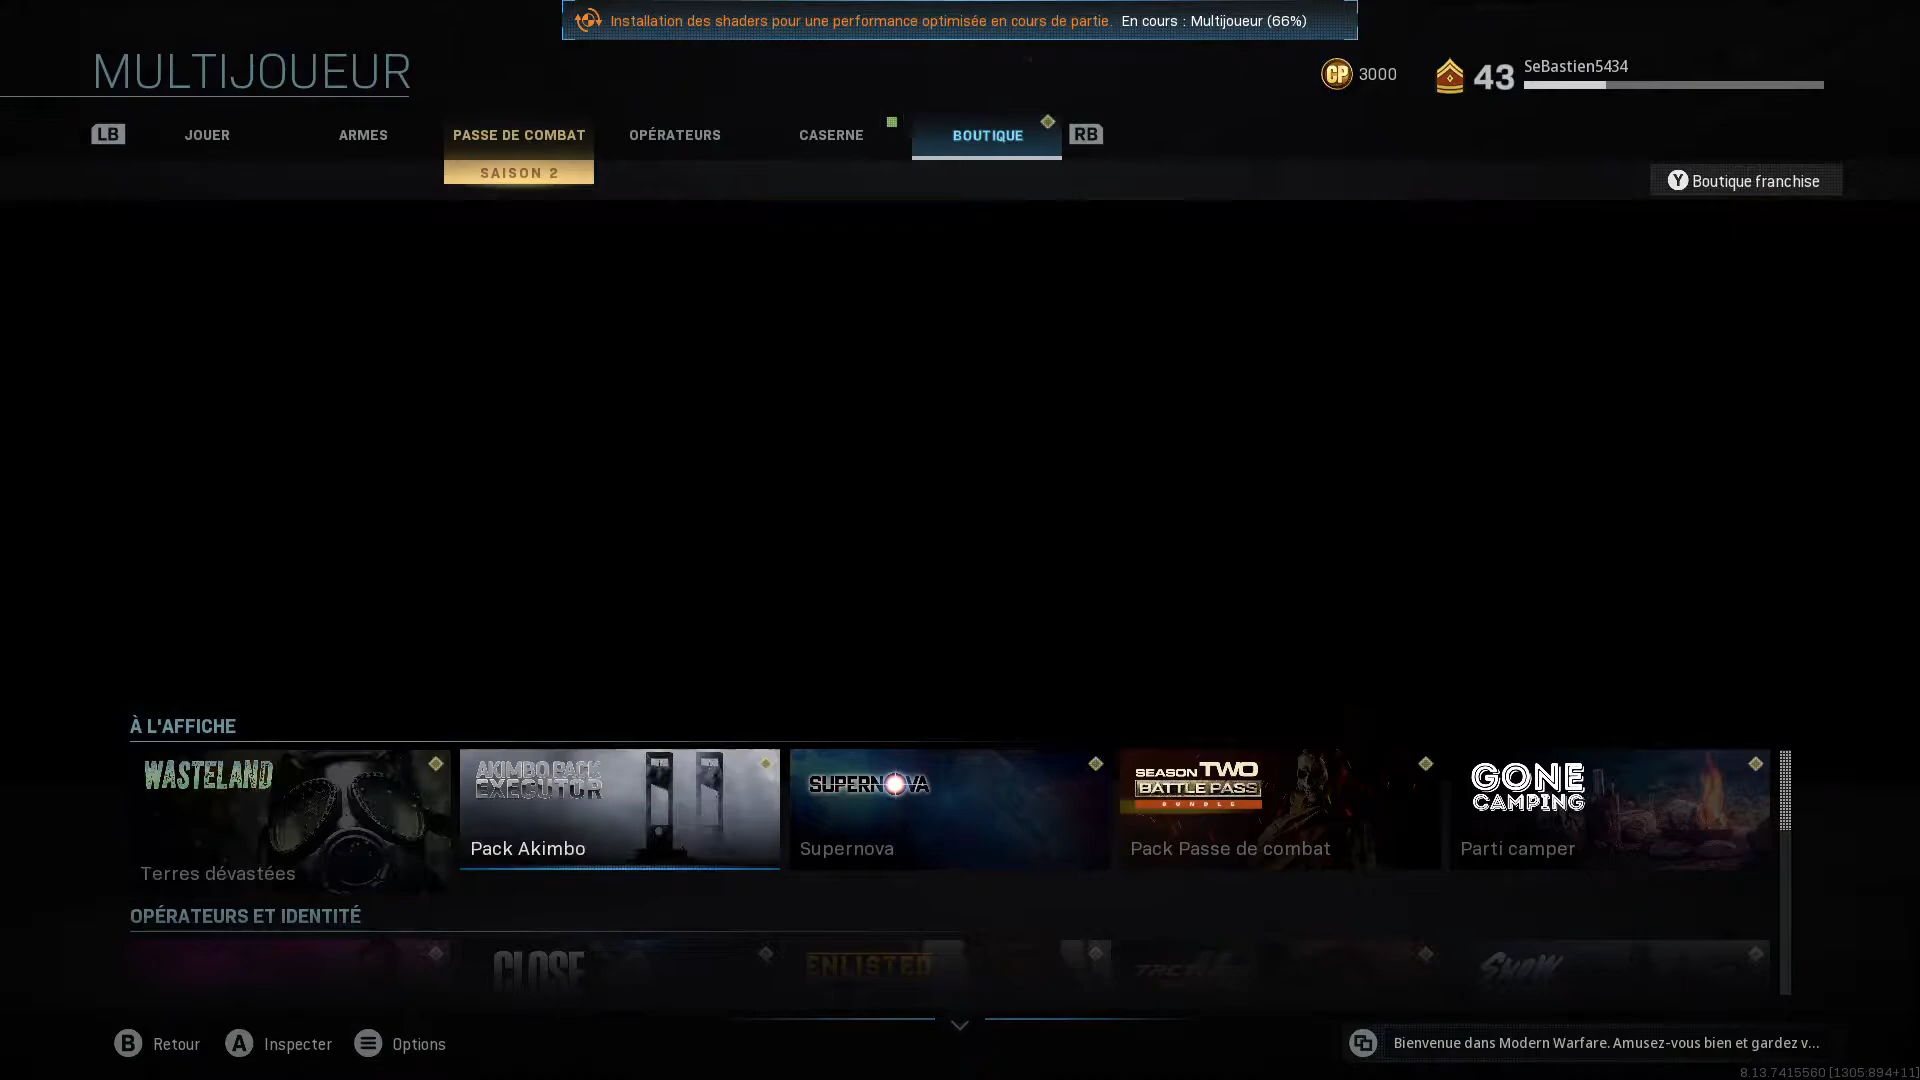 Installation des shaders pour une performance optimisée en cours de partie. En cours : Multijoueur (66%)
MULTIJOUEUR
CP 3000
43 SeBastien5434
LB JOUER ARMES PASSE DE COMBAT OPÉRATEURS CASERNE BOUTIQUE RB
SAISON 2
Y Boutique franchise
À L'AFFICHE
WASTELAND
Terres dévastées
AKIMBO PACK
EXECUTOR
Pack Akimbo
SUPERNOVA
Supernova
SEASON TWO
BATTLE PASS
BUNDLE
Pack Passe de combat
GONE
CAMPING
Parti camper
OPÉRATEURS ET IDENTITÉ
CLOSE
ENLISTED
SNOW
B Retour A Inspecter Options
Bienvenue dans Modern Warfare. Amusez-vous bien et gardez v...
8.13.7415560 [1305:894+11]